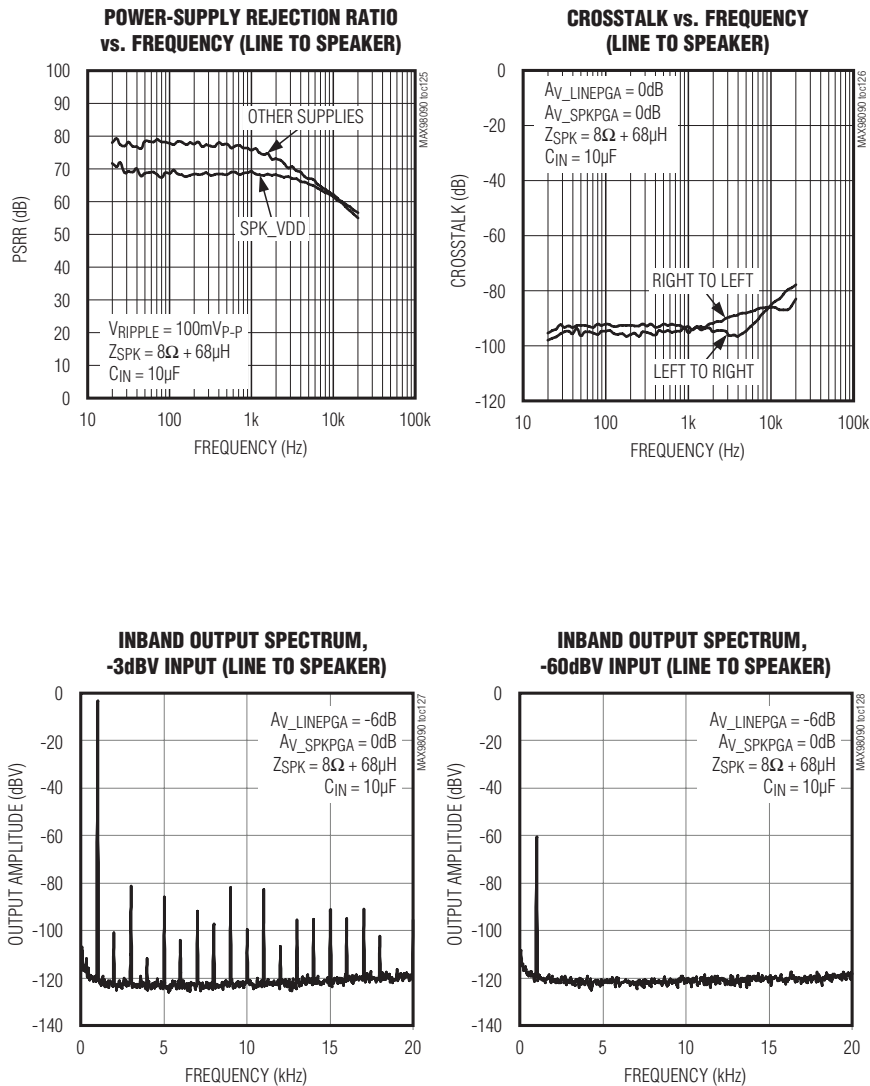 POWER-SUPPLY REJECTION RATIO
vs. FREQUENCY (LINE TO SPEAKER)
MAX98090 toc125
PSRR (dB)
100
90
80
70
60
50
40
30
20
10
0
OTHER SUPPLIES
SPK_VDD
VRIPPLE = 100mVP-P
ZSPK = 8Ω + 68µH
CIN = 10µF
10 100 1k 10k 100k
FREQUENCY (Hz)
CROSSTALK vs. FREQUENCY
(LINE TO SPEAKER)
MAX98090 toc126
CROSSTALK (dB)
0
-20
-40
-60
-80
-100
-120
AV_LINEPGA = 0dB
AV_SPKPGA = 0dB
ZSPK = 8Ω + 68µH
CIN = 10µF
RIGHT TO LEFT
LEFT TO RIGHT
10 100 1k 10k 100k
FREQUENCY (Hz)
INBAND OUTPUT SPECTRUM,
-3dBV INPUT (LINE TO SPEAKER)
MAX98090 toc127
OUTPUT AMPLITUDE (dBV)
0
-20
-40
-60
-80
-100
-120
-140
AV_LINEPGA = -6dB
AV_SPKPGA = 0dB
ZSPK = 8Ω + 68µH
CIN = 10µF
0 5 10 15 20
FREQUENCY (kHz)
INBAND OUTPUT SPECTRUM,
-60dBV INPUT (LINE TO SPEAKER)
MAX98090 toc128
OUTPUT AMPLITUDE (dBV)
0
-20
-40
-60
-80
-100
-120
-140
AV_LINEPGA = -6dB
AV_SPKPGA = 0dB
ZSPK = 8Ω + 68µH
CIN = 10µF
0 5 10 15 20
FREQUENCY (kHz)